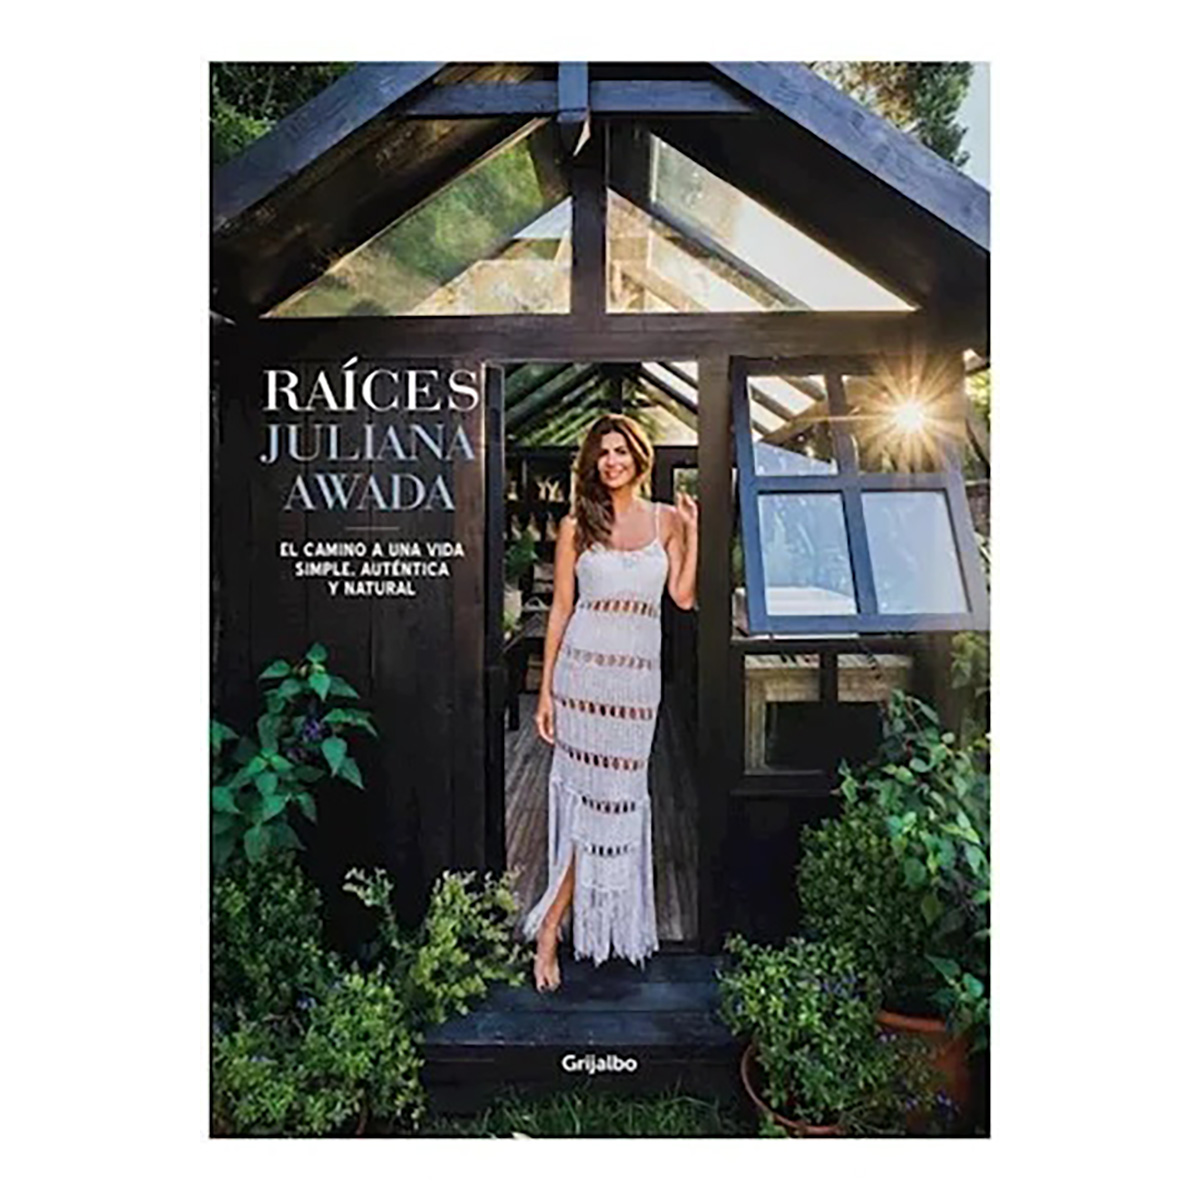 RAÍCES
JULIANA
AWADA
EL CAMINO A UNA VIDA
SIMPLE, AUTÉNTICA
Y NATURAL
Grijalbo